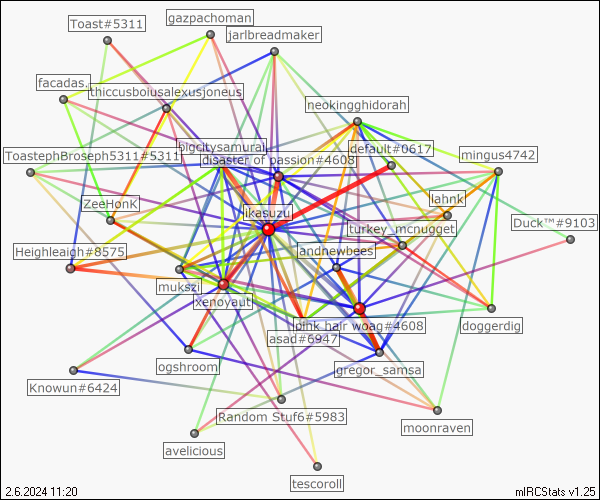 gazpachoman
Toast#5311
jarlbreadmaker
facadas.
thiccusboiusalexusjoneus
neokingghidorah
bigcitysamurai
default#0617
ToastephBroseph5311#5311
disaster of passion#4608
mingus4742
lahnk
ZeeHonK
ikasuzu
Duck™#9103
turkey_mcnugget
Heighleaigh#8575
andnewbees
muksz
xenoyaut
pink hair woag#4608
doggerdig
asad#6947
ogshroom
gregor_samsa
Knowun#6424
Random Stuf6#5983
moonraven
avelicious
tescoroll
2.6.2024 11:20
mIRCStats v1.25